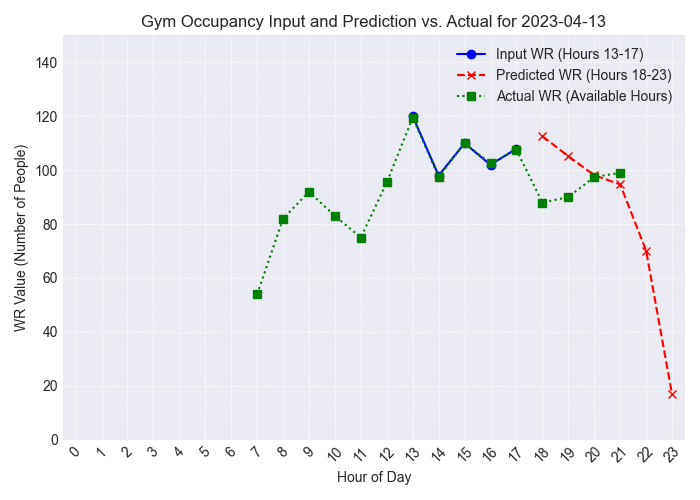 Gym Occupancy Input and Prediction vs. Actual for 2023-04-13
Input WR (Hours 13-17)
Predicted WR (Hours 18-23)
Actual WR (Available Hours)
WR Value (Number of People)
140
120
100
80
60
40
20
0
0 1 2 3 4 5 6 7 8 9 10 11 12 13 14 15 16 17 18 19 20 21 22 23
Hour of Day